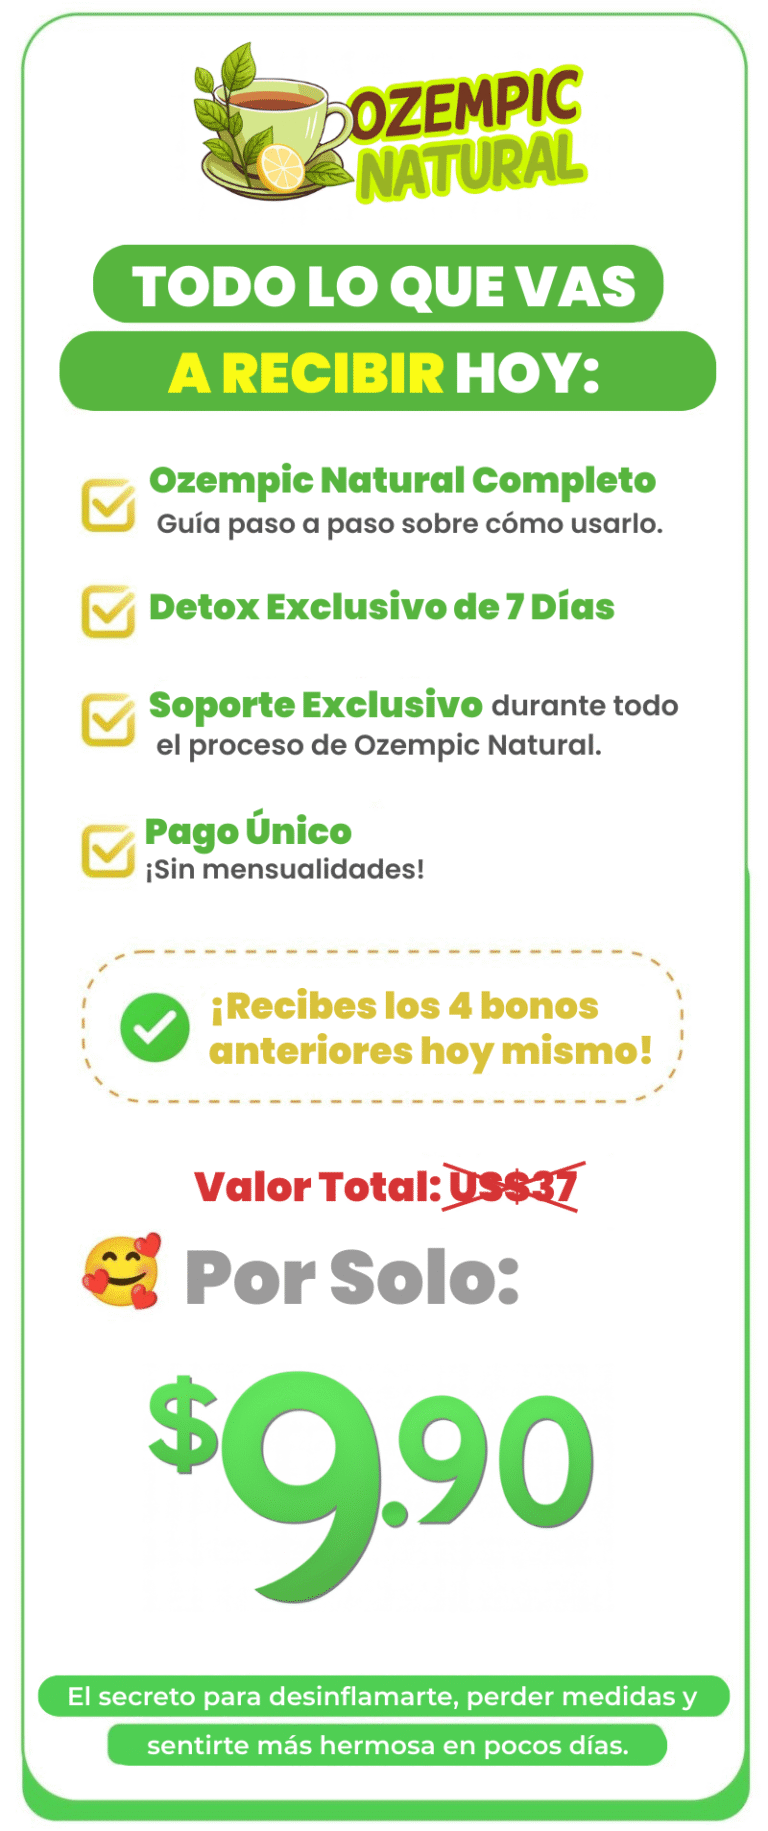 OZEMPIC
NATURAL
TODO LO QUE VAS
A RECIBIR HOY:
Ozempic Natural Completo
Guía paso a paso sobre cómo usarlo.
Detox Exclusivo de 7 Días
Soporte Exclusivo durante todo
el proceso de Ozempic Natural.
Pago Único
¡Sin mensualidades!
¡Recibes los 4 bonos
anteriores hoy mismo!
Valor Total: US$37
Por Solo:
$9.90
El secreto para desinflamarte, perder medidas y
sentirte más hermosa en pocos días.